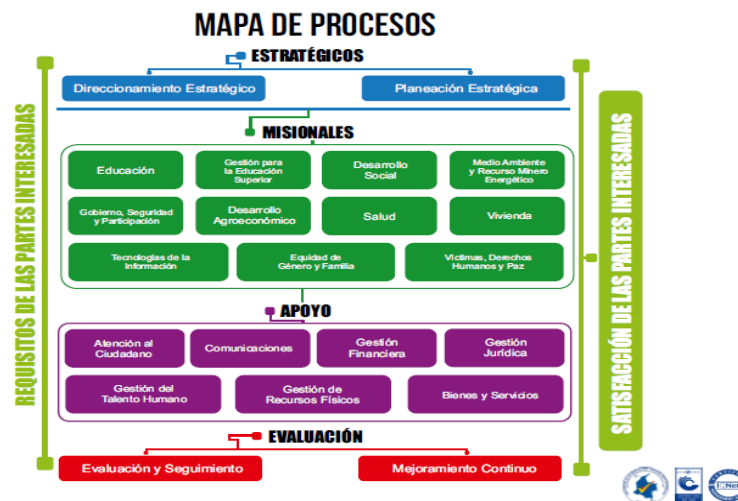 MAPA DE PROCESOS
ESTRATÉGICOS
Direccionamiento Estratégico
Planeación Estratégica
REQUISITOS DE LAS PARTES INTERESADAS
SATISFACCIÓN DE LAS PARTES INTERESADAS
MISIONALES
Educación
Gestión para
la Educación
Superior
Desarrollo
Social
Medio Ambiente
y Recurso Minero
Energético
Gobierno, Seguridad
y Participación
Desarrollo
Agroeconómico
Salud
Vivienda
Tecnologías de la
Información
Equidad de
Género y Familia
Víctimas, Derechos
Humanos y Paz
APOYO
Atención al
Ciudadano
Comunicaciones
Gestión
Financiera
Gestión
Jurídica
Gestión del
Talento Humano
Gestión de
Recursos Físicos
Bienes y Servicios
EVALUACIÓN
Evaluación y Seguimiento
Mejoramiento Continuo